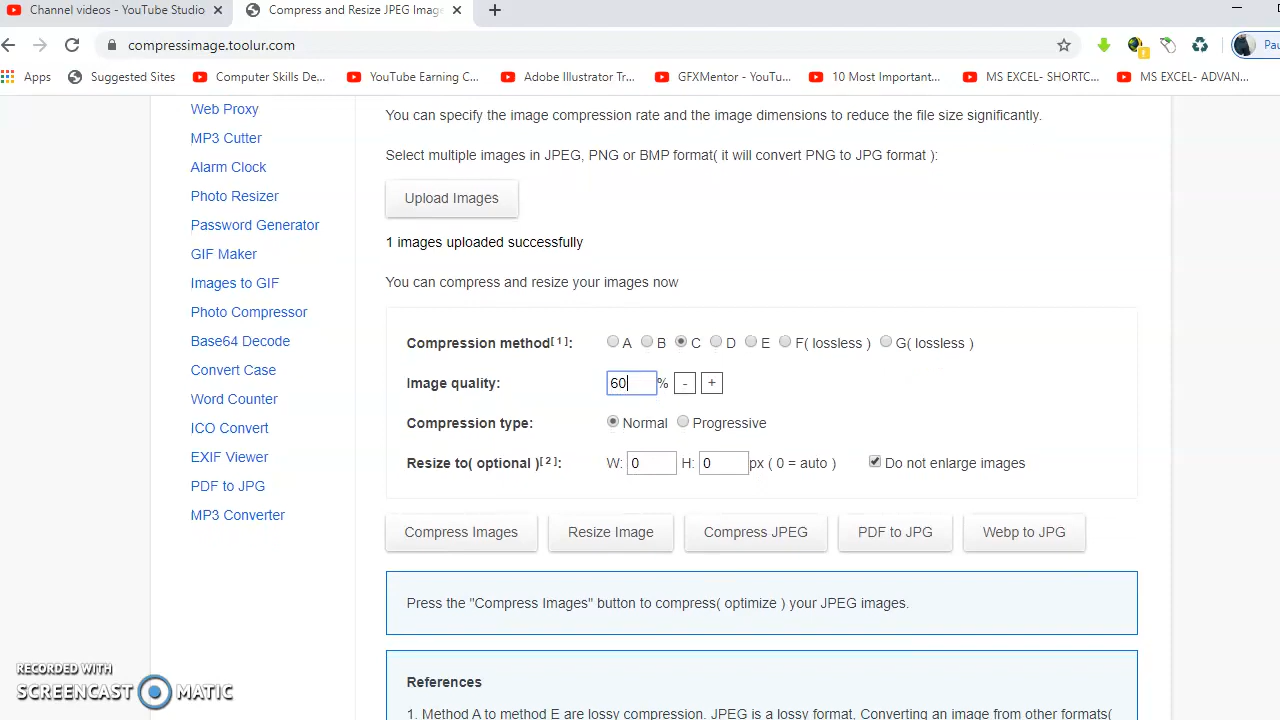 Channel videos - YouTube Studio
Compress and Resize JPEG Imag
compressimage.toolur.com
Pau
Apps
Suggested Sites
Computer Skills De...
YouTube Earning C...
Adobe Illustrator Tr...
GFXMentor - YouTu...
10 Most Important...
MS EXCEL- SHORTC...
MS EXCEL- ADVAN...
Web Proxy
MP3 Cutter
Alarm Clock
Photo Resizer
Password Generator
GIF Maker
Images to GIF
Photo Compressor
Base64 Decode
Convert Case
Word Counter
ICO Convert
EXIF Viewer
PDF to JPG
MP3 Converter
You can specify the image compression rate and the image dimensions to reduce the file size significantly.
Select multiple images in JPEG, PNG or BMP format( it will convert PNG to JPG format ):
Upload Images
1 images uploaded successfully
You can compress and resize your images now
Compression method[ 1 ]: A B C D E F( lossless ) G( lossless )
Image quality: 60 % - +
Compression type: Normal Progressive
Resize to( optional )[ 2 ]: W: 0 H: 0 px ( 0 = auto ) Do not enlarge images
Compress Images Resize Image Compress JPEG PDF to JPG Webp to JPG
Press the "Compress Images" button to compress( optimize ) your JPEG images.
References
1. Method A to method E are lossy compression. JPEG is a lossy format. Converting an image from other formats(
RECORDED WITH
SCREENCAST MATIC